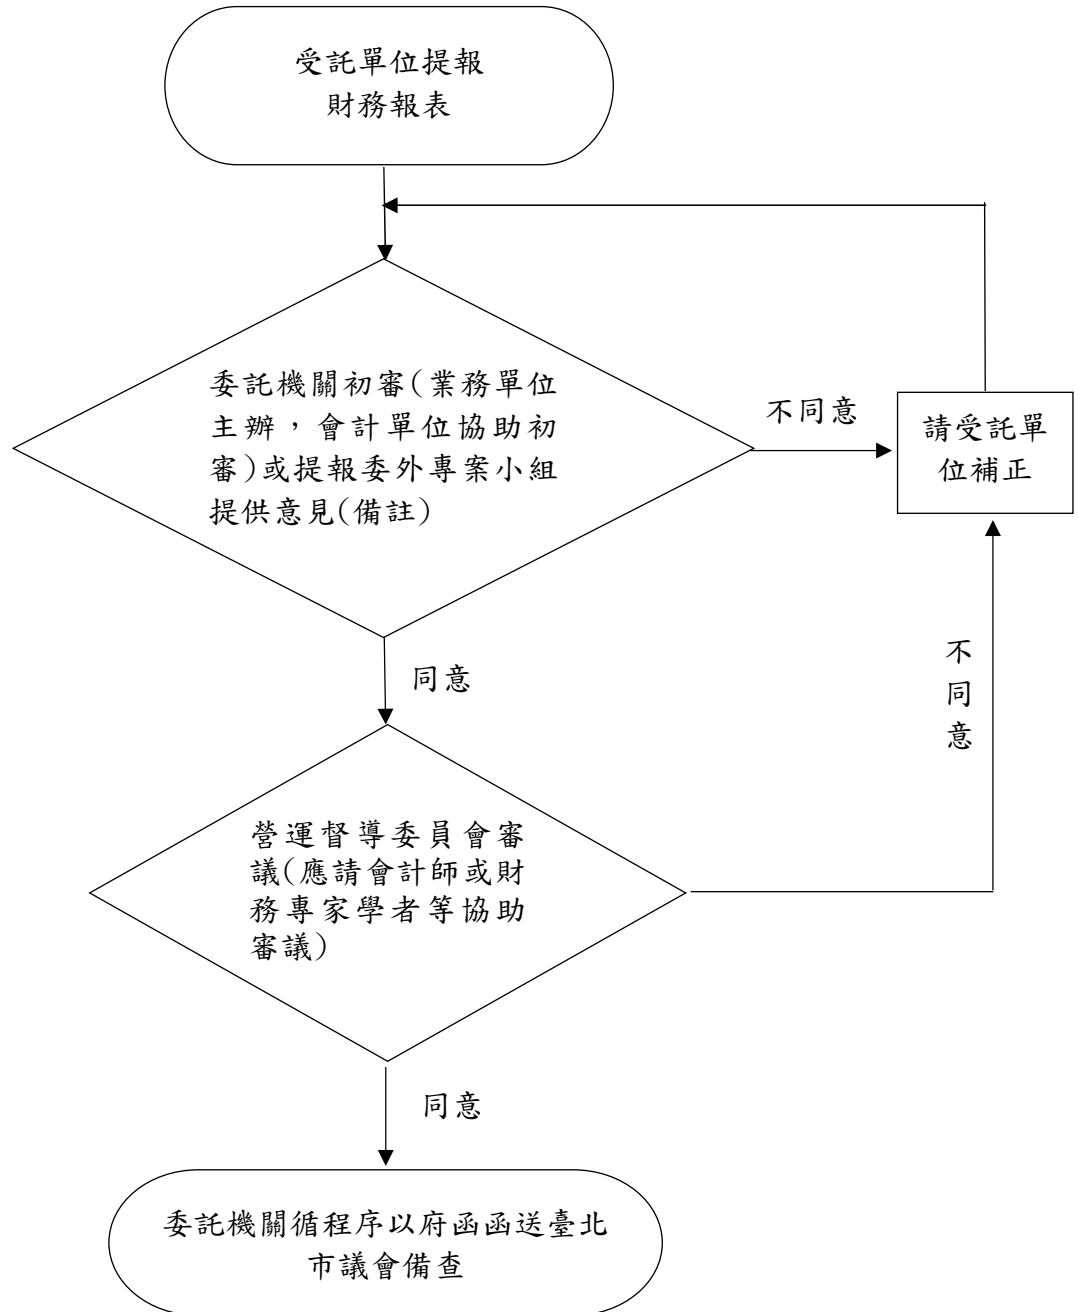 受託單位提報
財務報表
委託機關初審(業務單位
主辦，會計單位協助初
審)或提報委外專案小組
提供意見(備註)
不同意
請受託單
位補正
同意
不
同
意
營運督導委員會審
議(應請會計師或財
務專家學者等協助
審議)
同意
委託機關循程序以府函函送臺北
市議會備查